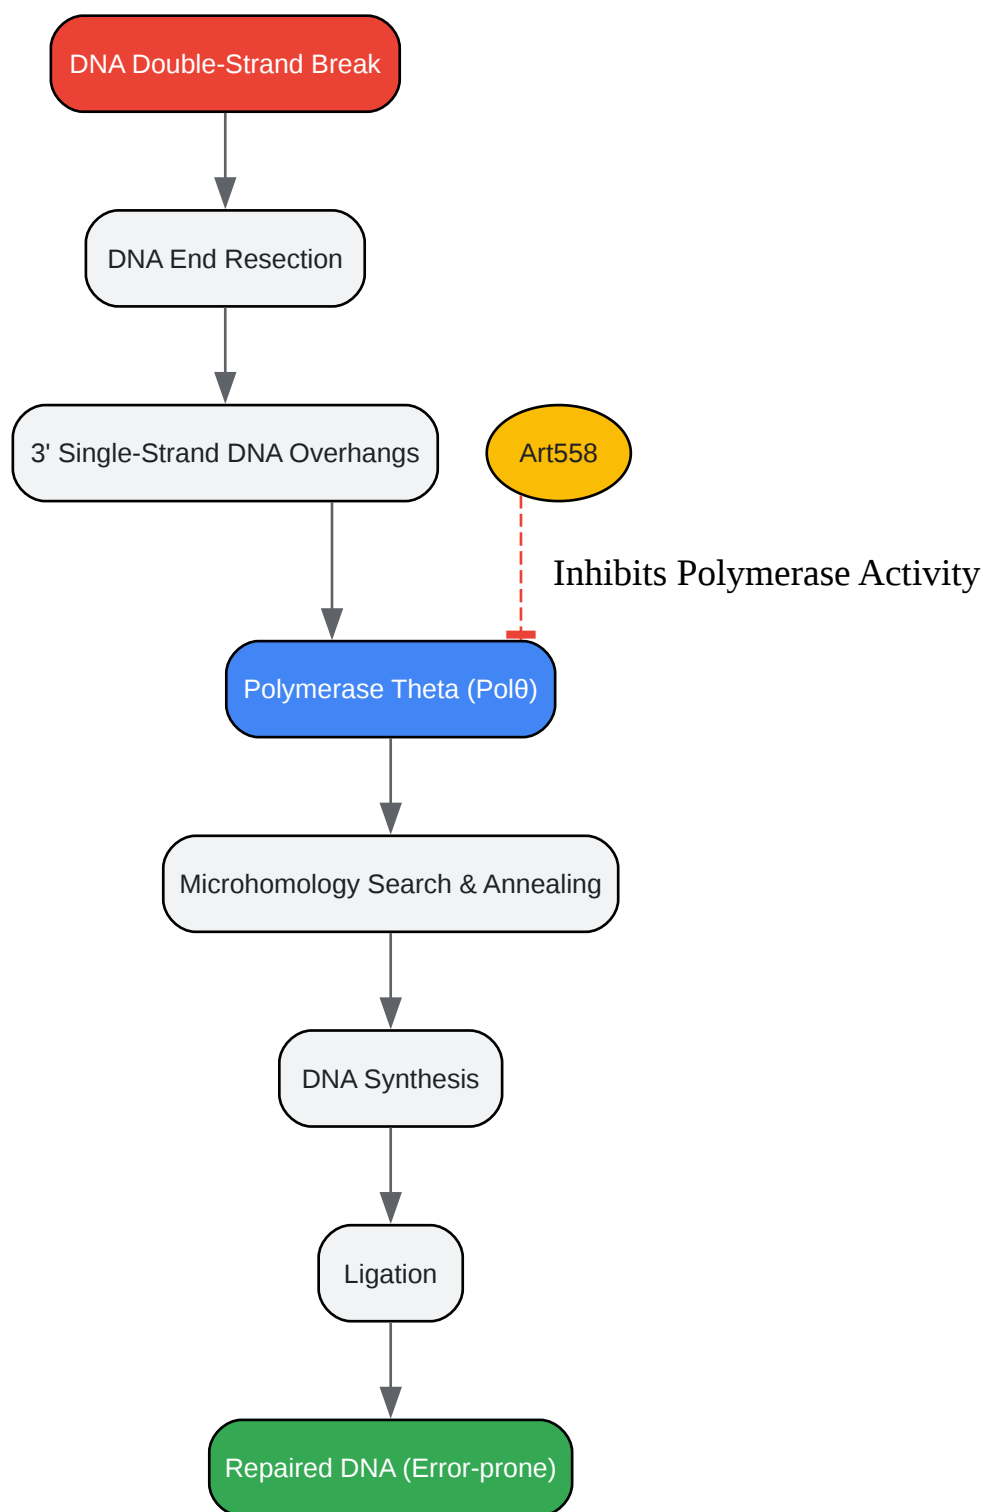 DNA Double-Strand Break
DNA End Resection
3' Single-Strand DNA Overhangs
Art558
Inhibits Polymerase Activity
Polymerase Theta (Polθ)
Microhomology Search & Annealing
DNA Synthesis
Ligation
Repaired DNA (Error-prone)